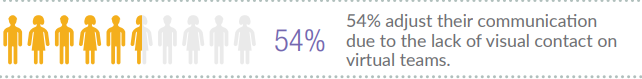 54%
54% adjust their communication
due to the lack of visual contact on
virtual teams.